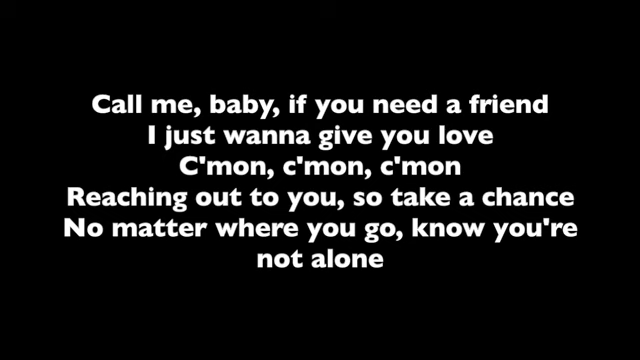 Call me, baby, if you need a friend
I just wanna give you love
C'mon, c'mon, c'mon
Reaching out to you, so take a chance
No matter where you go, know you're
not alone